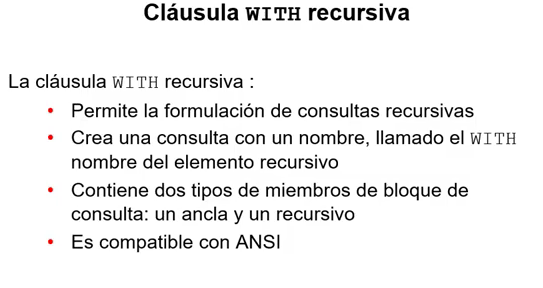 Cláusula WITH recursiva
La cláusula WITH recursiva :
• Permite la formulación de consultas recursivas
• Crea una consulta con un nombre, llamado el WITH
nombre del elemento recursivo
• Contiene dos tipos de miembros de bloque de
consulta: un ancla y un recursivo
• Es compatible con ANSI